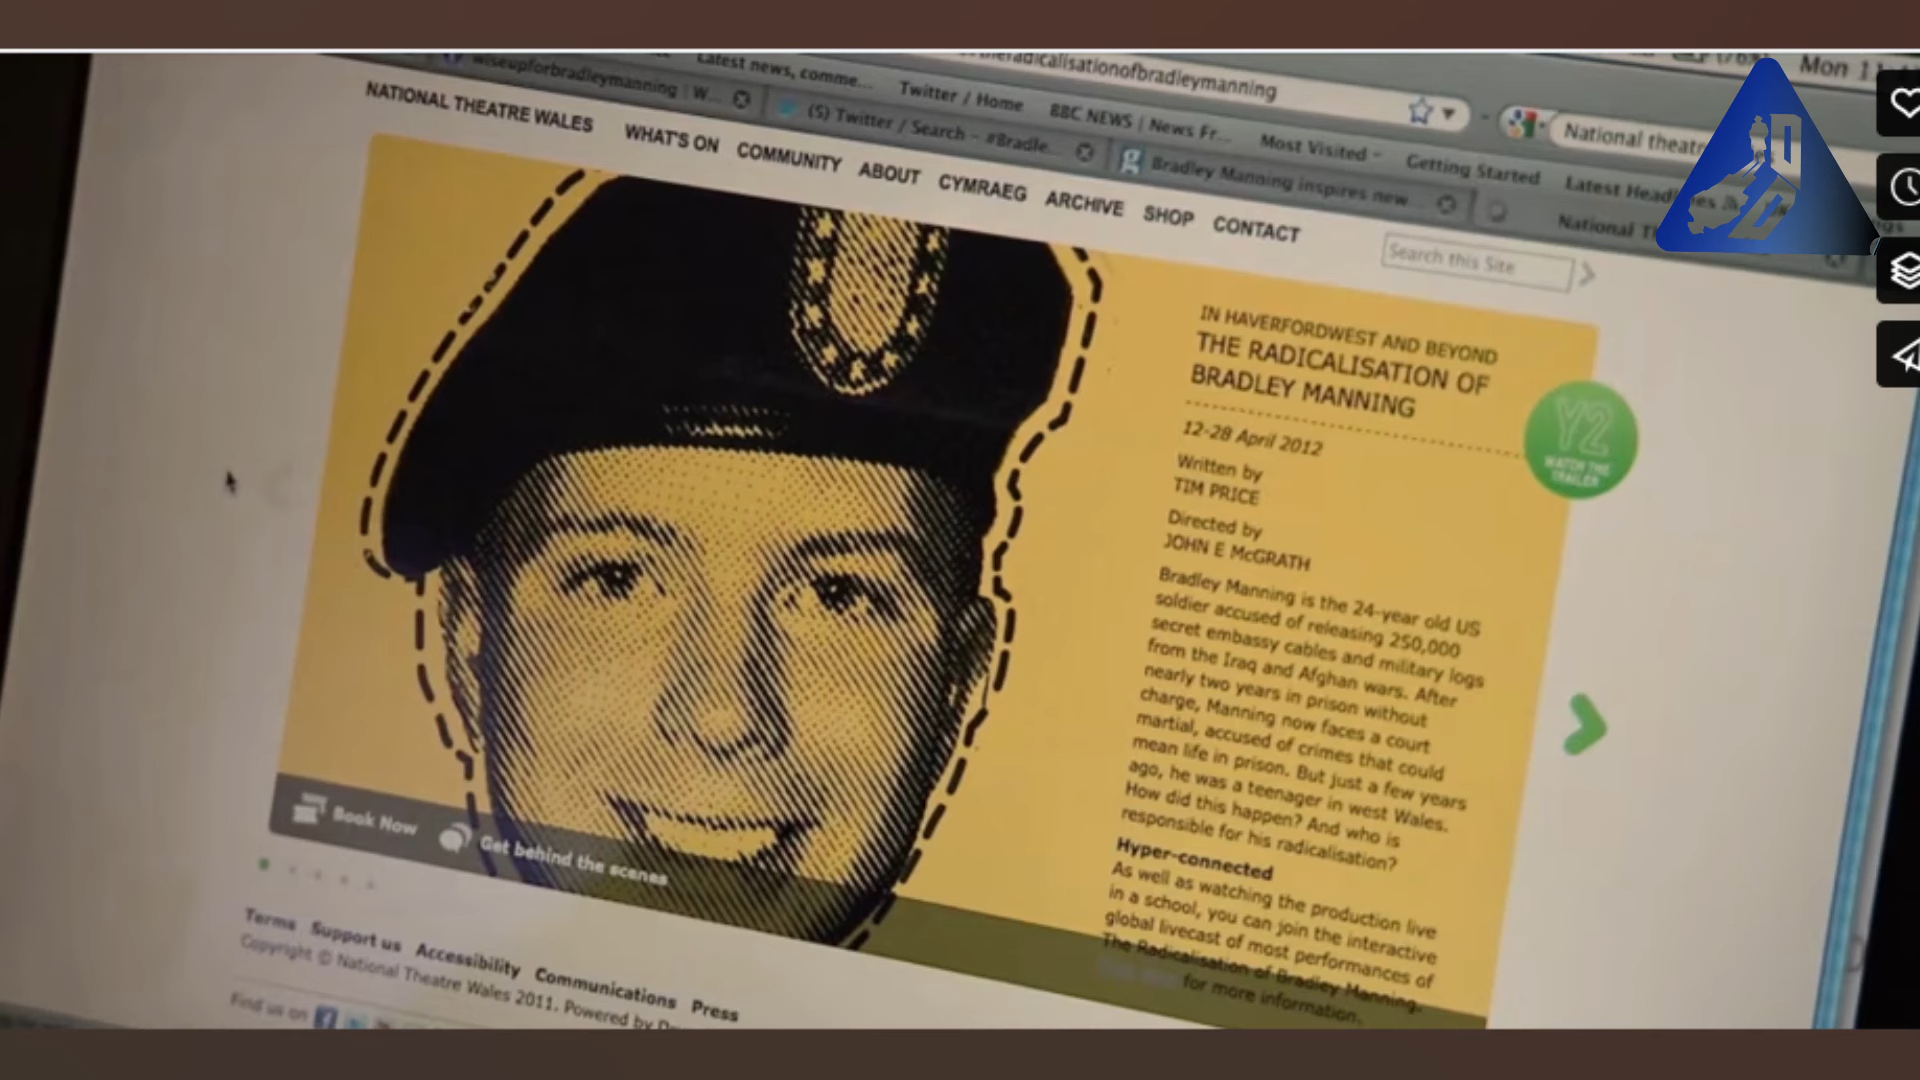 theradicalisationofbradleymanning
Mon 11
wiseupforbradleymanning | W...
Latest news, comme...
Twitter / Home
BBC NEWS | News Fr...
Most Visited
Getting Started
National theatr
(5) Twitter / Search - #Bradle...
Bradley Manning inspires new
NATIONAL THEATRE WALES
WHAT'S ON
COMMUNITY
ABOUT
CYMRAEG
ARCHIVE
SHOP
CONTACT
Search this Site
IN HAVERFORDWEST AND BEYOND
THE RADICALISATION OF
BRADLEY MANNING
12-28 April 2012
Written by
TIM PRICE
Directed by
JOHN E McGRATH
Y2
WATCH THE
TRAILER
Bradley Manning is the 24-year old US
soldier accused of releasing 250,000
secret embassy cables and military logs
from the Iraq and Afghan wars. After
nearly two years in prison without
charge, Manning now faces a court
martial, accused of crimes that could
mean life in prison. But just a few years
ago, he was a teenager in west Wales.
How did this happen? And who is
responsible for his radicalisation?
Hyper-connected
As well as watching the production live
in a school, you can join the interactive
global livecast of most performances of
The Radicalisation of Bradley Manning.
for more information.
Book Now
Get behind the scenes
Terms Support us Accessibility Communications Press
Copyright © National Theatre Wales 2011. Powered by
Find us on